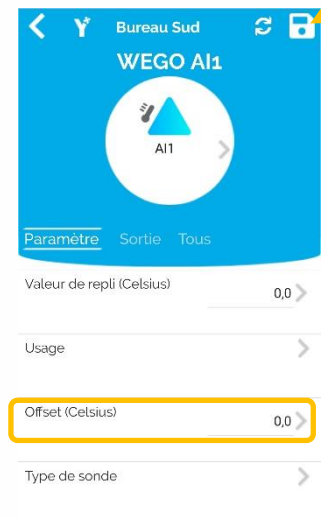 Bureau Sud
WEGO AI1
AI1
Paramètre Sortie Tous
Valeur de repli (Celsius)
0,0
Usage
Offset (Celsius)
0,0
Type de sonde